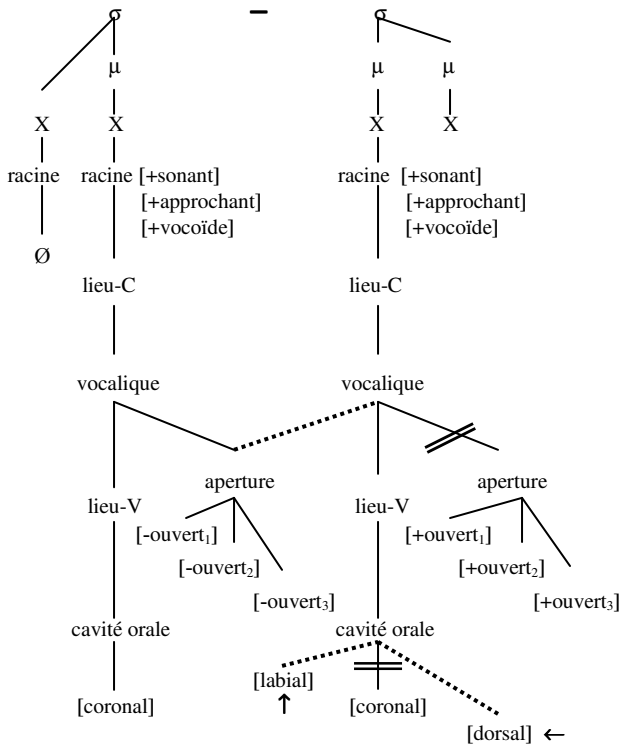 σ – σ
μ μ μ
X X X X
racine racine [+sonant] racine [+sonant]
[+approchant] [+approchant]
[+vocoïde] [+vocoïde]
Ø
lieu-C lieu-C
vocalique vocalique
aperture aperture
lieu-V lieu-V
[-ouvert₁] [+ouvert₁]
[-ouvert₂] [+ouvert₂]
[-ouvert₃] [+ouvert₃]
cavité orale cavité orale
[labial]
↑
[coronal] [coronal]
[dorsal] ←